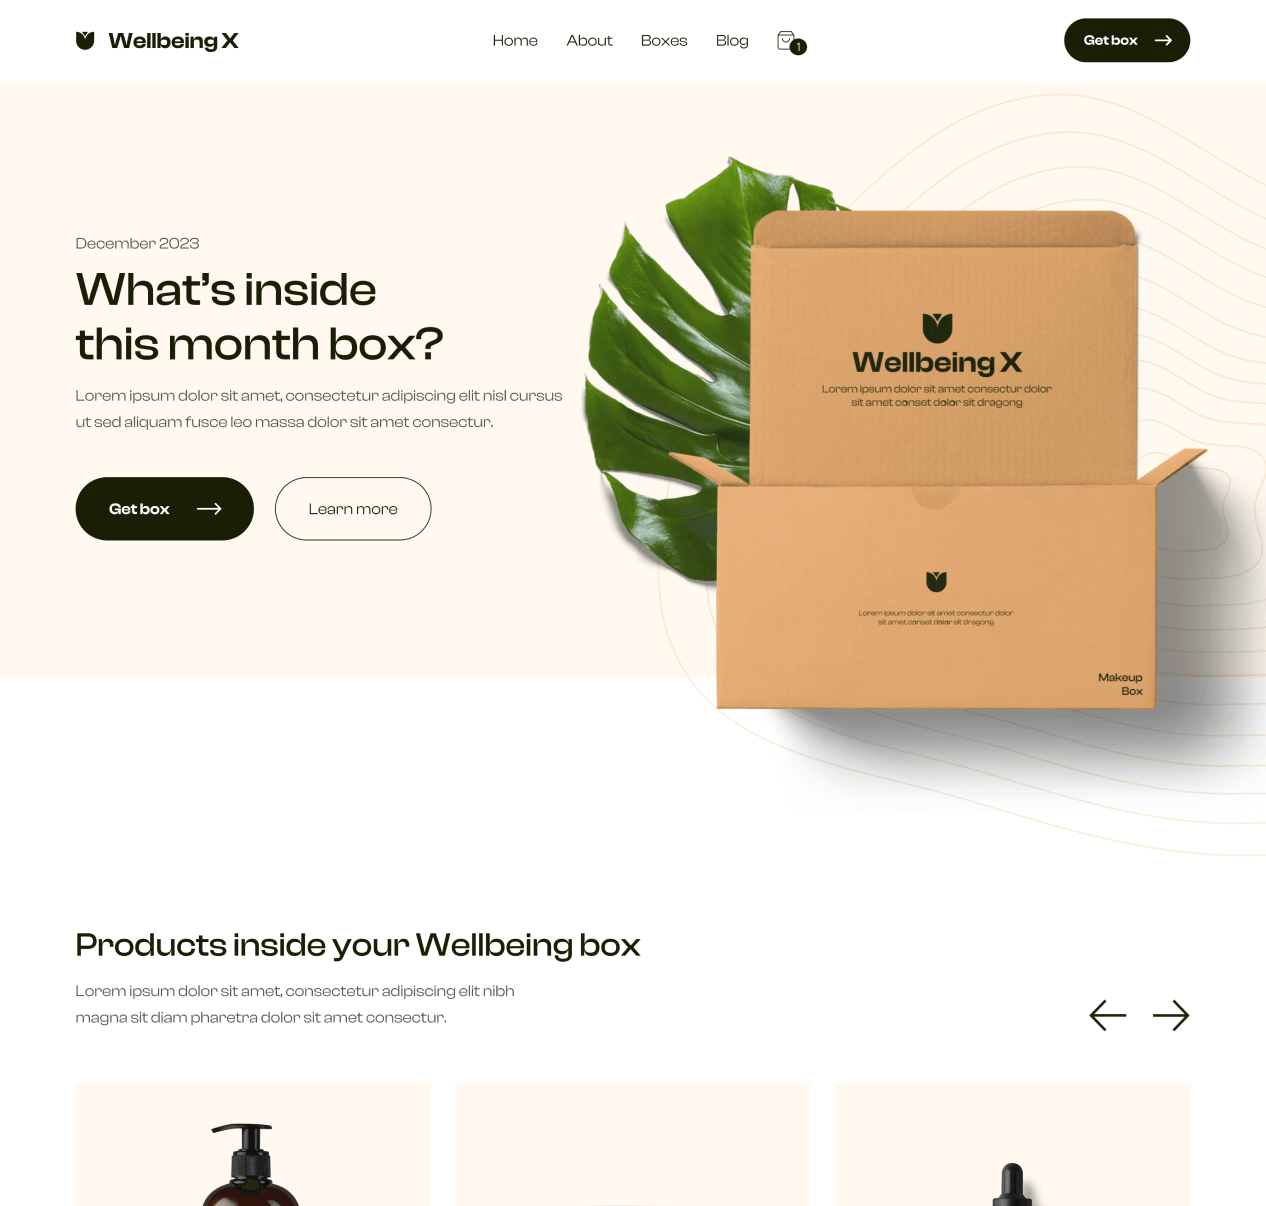 Wellbeing X
Home
About
Boxes
Blog
1
Get box
December 2023
What's inside
this month box?
Lorem ipsum dolor sit amet, consectetur adipiscing elit nisl cursus
ut sed aliquam fusce leo massa dolor sit amet consectur.
Get box
Learn more
Wellbeing X
Lorem ipsum dolor sit amet consectur dolor
sit amet conset dolor sit dragong
Lorem ipsum dolor sit amet consectur dolor
sit amet conset dolor sit dragong
Makeup
Box
Products inside your Wellbeing box
Lorem ipsum dolor sit amet, consectetur adipiscing elit nibh
magna sit diam pharetra dolor sit amet consectur.